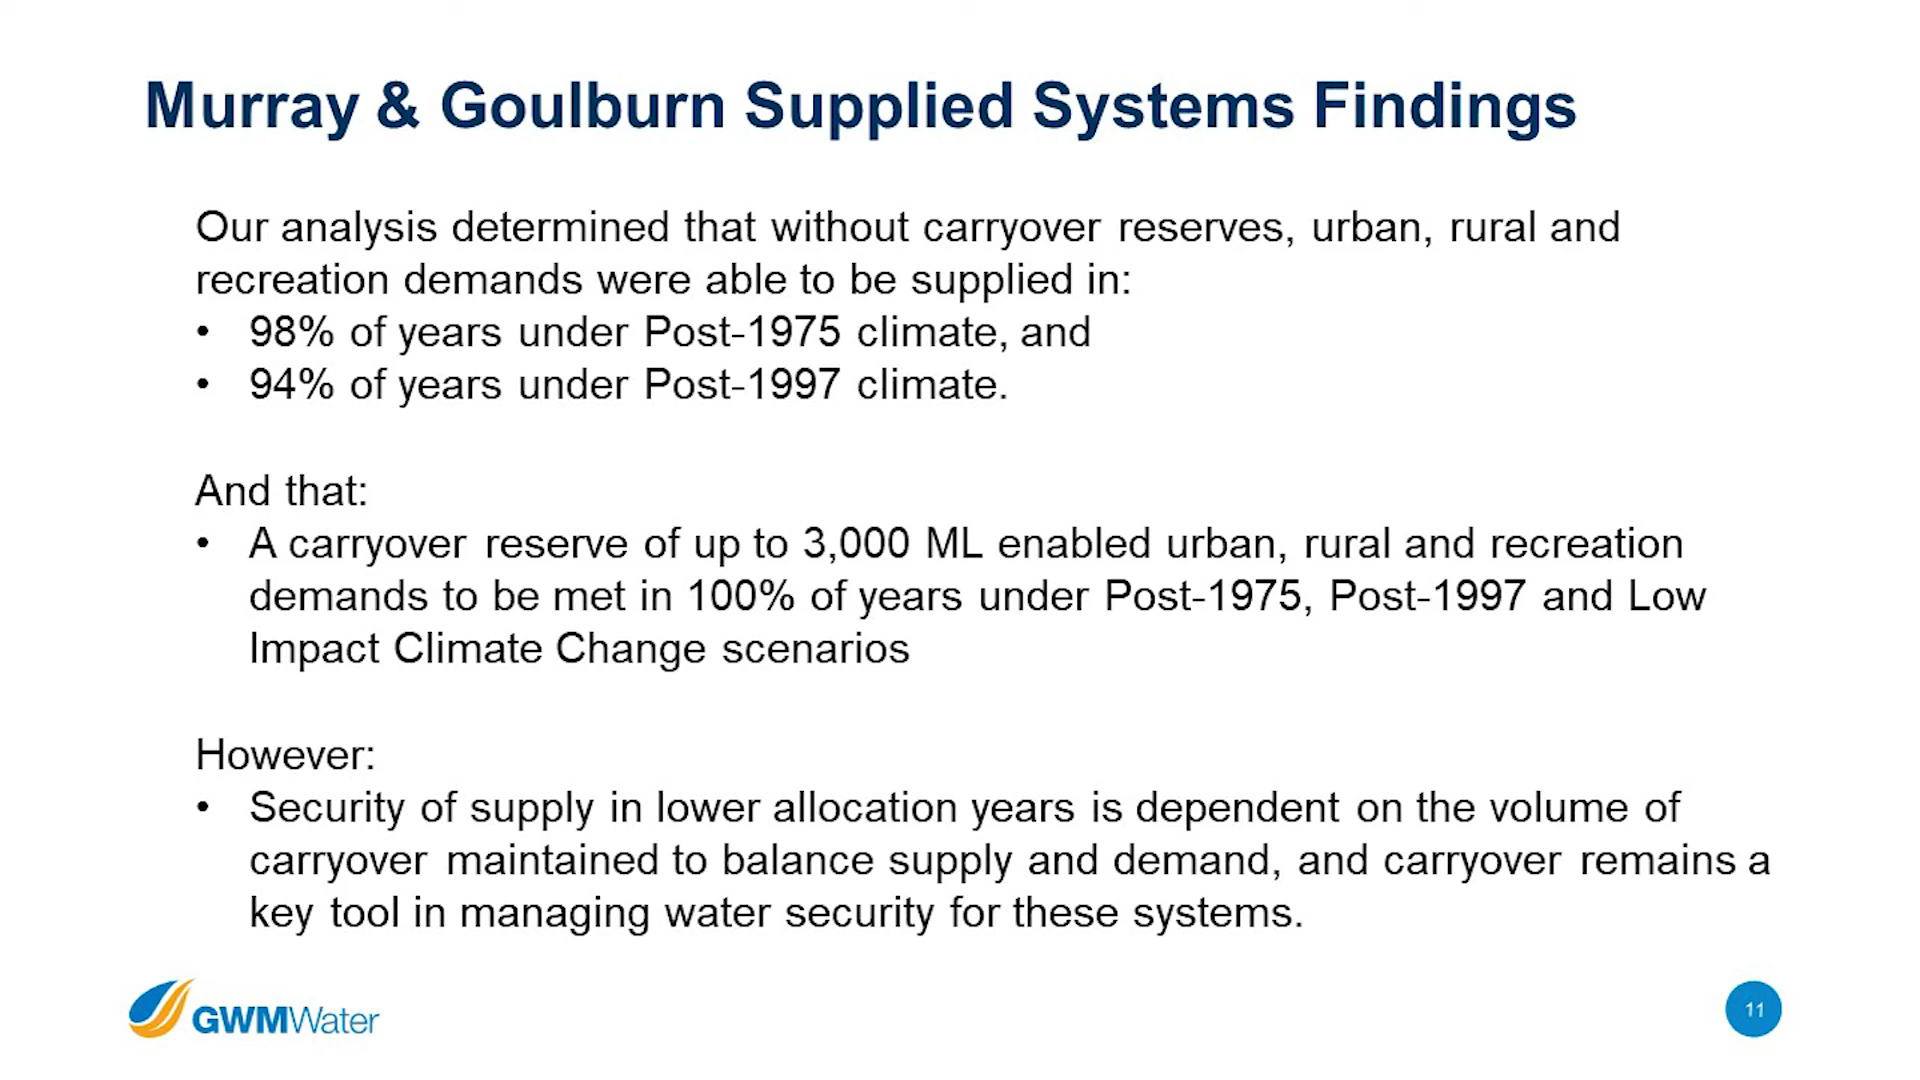 Murray & Goulburn Supplied Systems Findings
Our analysis determined that without carryover reserves, urban, rural and
recreation demands were able to be supplied in:
• 98% of years under Post-1975 climate, and
• 94% of years under Post-1997 climate.
And that:
• A carryover reserve of up to 3,000 ML enabled urban, rural and recreation
demands to be met in 100% of years under Post-1975, Post-1997 and Low
Impact Climate Change scenarios
However:
• Security of supply in lower allocation years is dependent on the volume of
carryover maintained to balance supply and demand, and carryover remains a
key tool in managing water security for these systems.
GWMWater
11